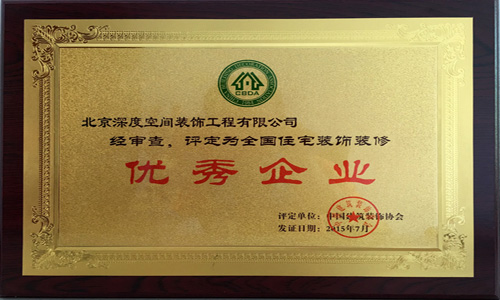 CBDA
北京深度空间装饰工程有限公司
经审查，评定为全国住宅装饰装修
优秀企业
评定单位：中国建筑装饰协会
发证日期：2015年7月